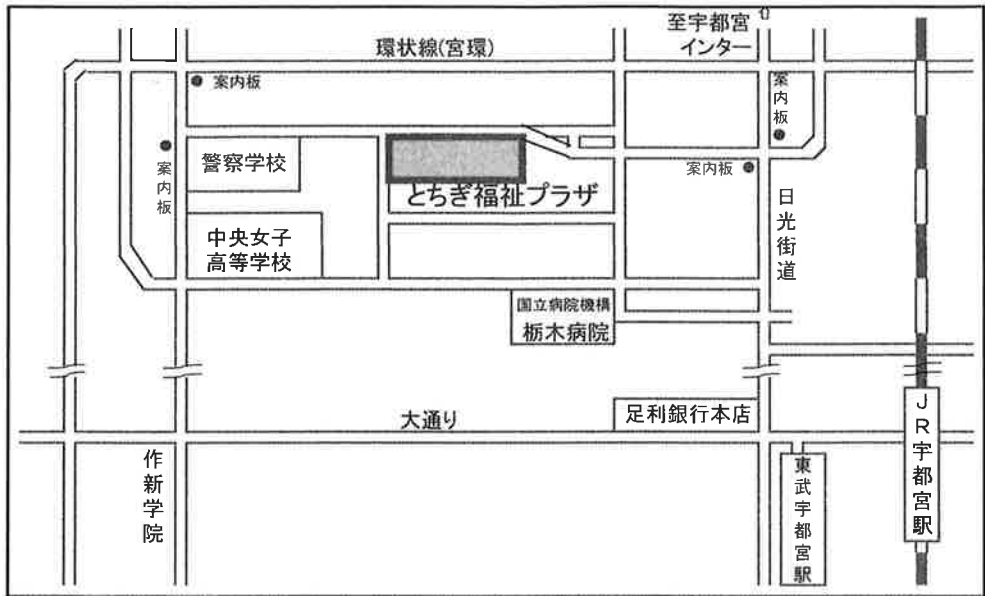 至宇都宮
インター
環状線(宮環)
案内板
案内板
案内板
案内板
警察学校
とちぎ福祉プラザ
中央女子
高等学校
日光街道
国立病院機構
栃木病院
大通り
足利銀行本店
JR宇都宮駅
作新学院
東武宇都宮駅